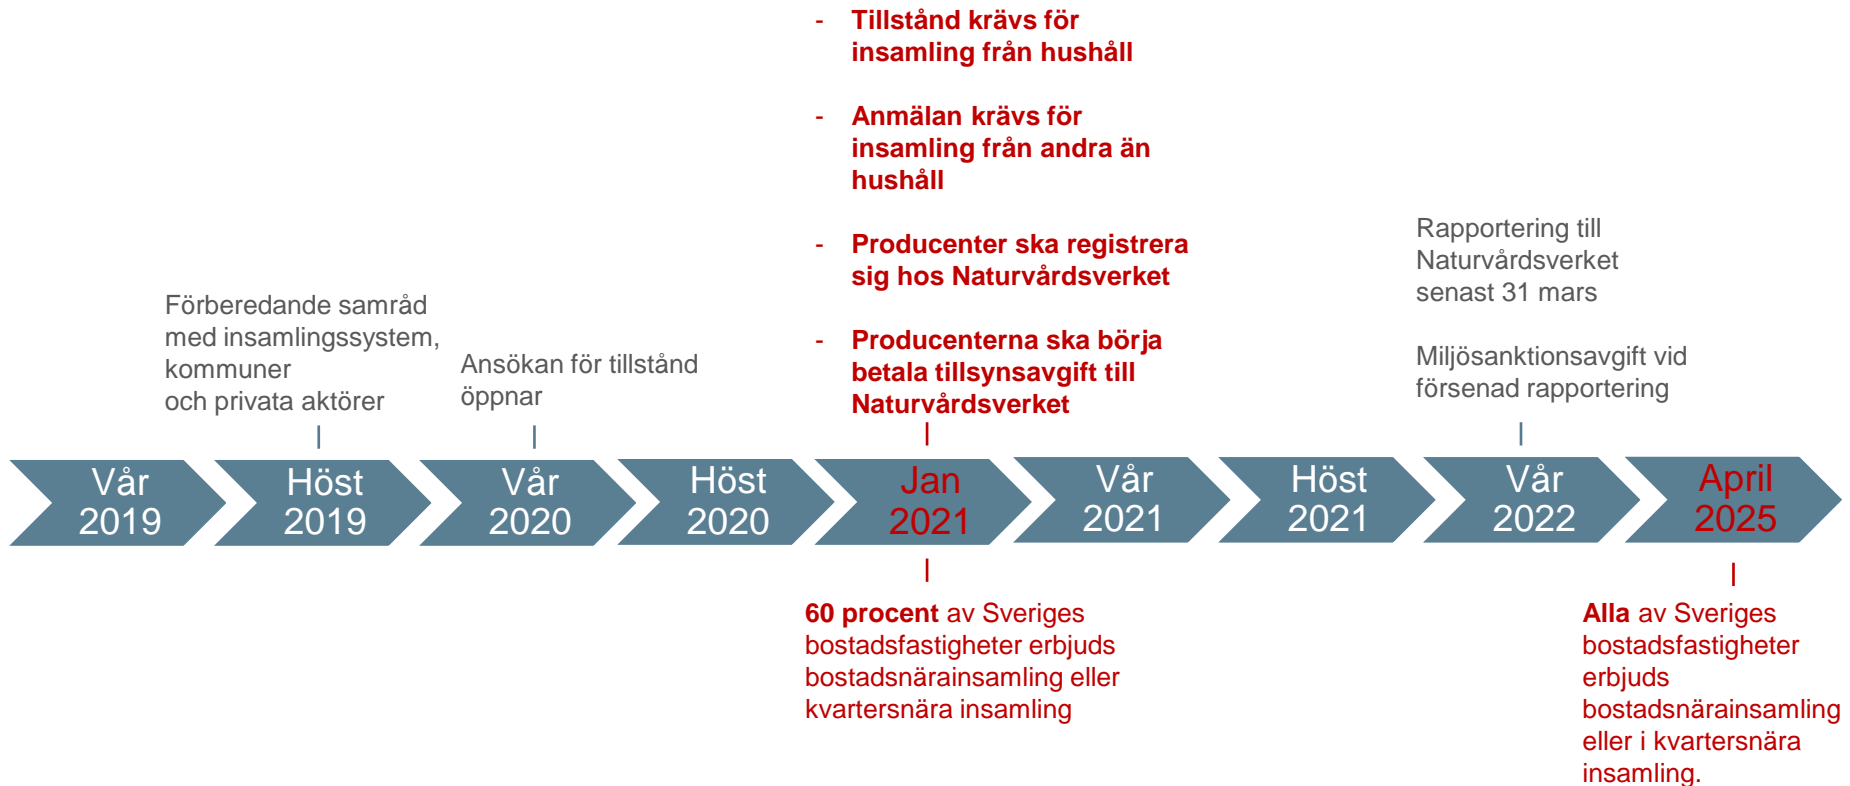 - Tillstånd krävs för
insamling från hushåll
- Anmälan krävs för
insamling från andra än
hushåll
- Producenter ska registrera
sig hos Naturvårdsverket
- Producenterna ska börja
betala tillsynsavgift till
Naturvårdsverket
Förberedande samråd
med insamlingssystem,
kommuner
och privata aktörer
Ansökan för tillstånd
öppnar
Rapportering till
Naturvårdsverket
senast 31 mars
Miljösanktionsavgift vid
försenad rapportering
Vår
2019
Höst
2019
Vår
2020
Höst
2020
Jan
2021
Vår
2021
Höst
2021
Vår
2022
April
2025
60 procent av Sveriges
bostadsfastigheter erbjuds
bostadsnärainsamling eller
kvartersnära insamling
Alla av Sveriges
bostadsfastigheter
erbjuds
bostadsnärainsamling
eller i kvartersnära
insamling.